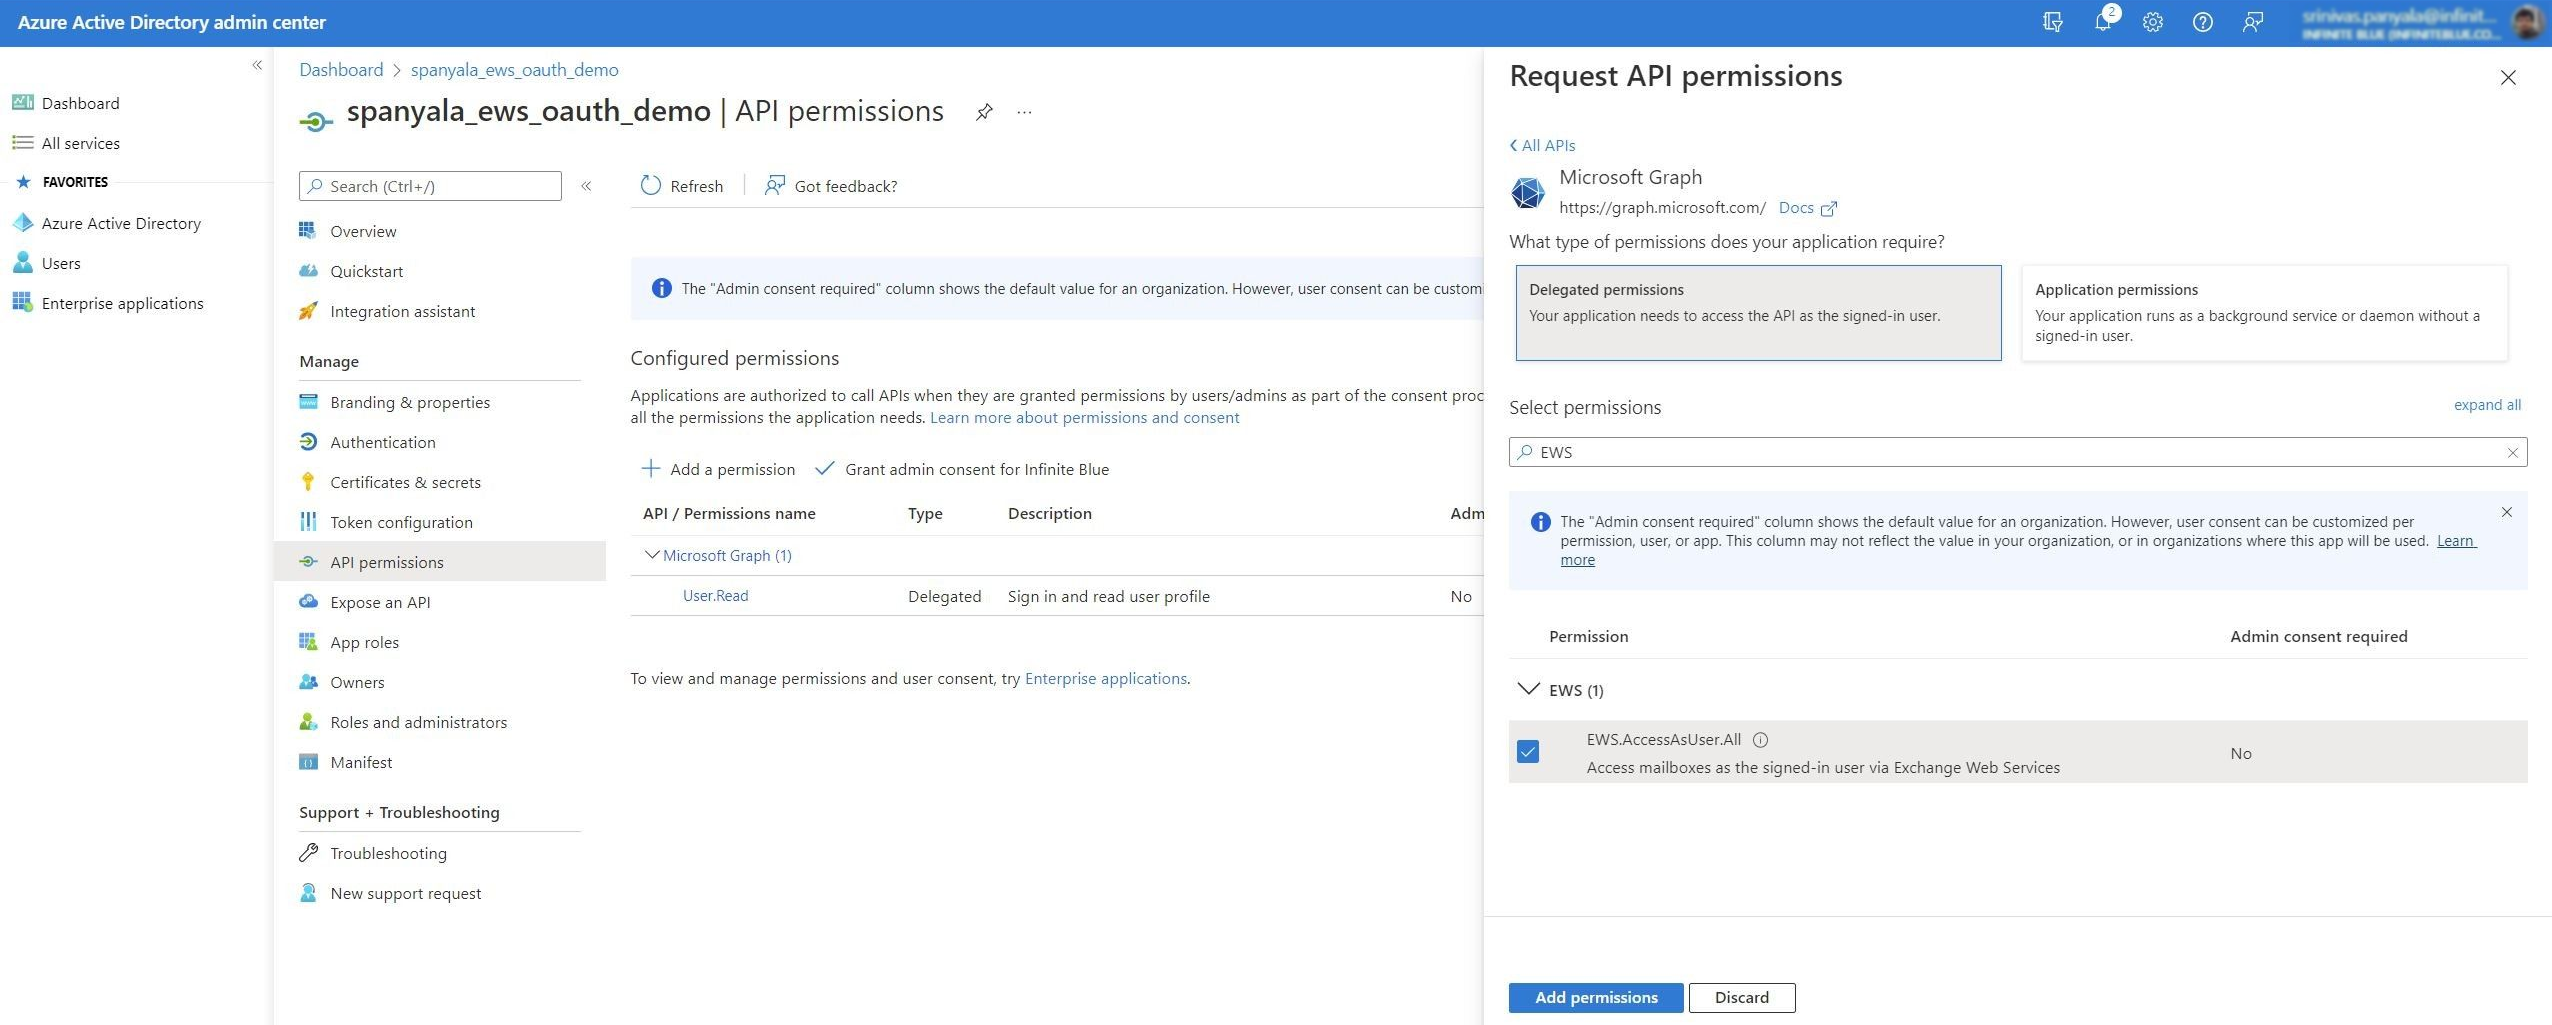 Azure Active Directory admin center
2
Dashboard
All services
FAVORITES
Azure Active Directory
Users
Enterprise applications
Dashboard > spanyala_ews_oauth_demo
spanyala_ews_oauth_demo | API permissions
Search (Ctrl+/)
Overview
Quickstart
Integration assistant
Manage
Branding & properties
Authentication
Certificates & secrets
Token configuration
API permissions
Expose an API
App roles
Owners
Roles and administrators
Manifest
Support + Troubleshooting
Troubleshooting
New support request
Refresh
Got feedback?
The "Admin consent required" column shows the default value for an organization. However, user consent can be customi
Configured permissions
Applications are authorized to call APIs when they are granted permissions by users/admins as part of the consent proc
all the permissions the application needs. Learn more about permissions and consent
Add a permission
Grant admin consent for Infinite Blue
API / Permissions name Type Description Adm
Microsoft Graph (1)
User.Read Delegated Sign in and read user profile No
To view and manage permissions and user consent, try Enterprise applications.
Request API permissions
All APIs
Microsoft Graph
https://graph.microsoft.com/ Docs
What type of permissions does your application require?
Delegated permissions
Your application needs to access the API as the signed-in user.
Application permissions
Your application runs as a background service or daemon without a
signed-in user.
Select permissions
expand all
EWS
The "Admin consent required" column shows the default value for an organization. However, user consent can be customized per
permission, user, or app. This column may not reflect the value in your organization, or in organizations where this app will be used. Learn
more
Permission Admin consent required
EWS (1)
EWS.AccessAsUser.All
Access mailboxes as the signed-in user via Exchange Web Services
No
Add permissions
Discard